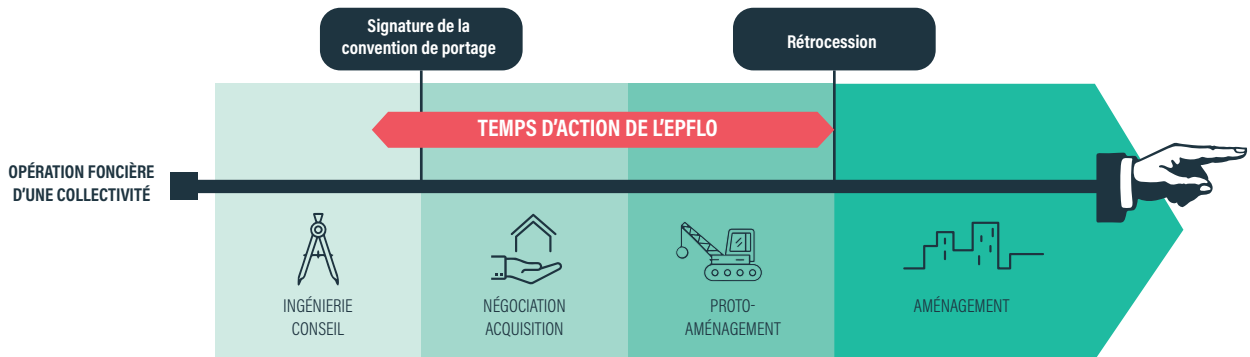 Signature de la
convention de portage
Rétrocession
TEMPS D'ACTION DE L'EPFLO
OPÉRATION FONCIÈRE
D'UNE COLLECTIVITÉ
INGÉNIERIE
CONSEIL
NÉGOCIATION
ACQUISITION
PROTO-
AMÉNAGEMENT
AMÉNAGEMENT